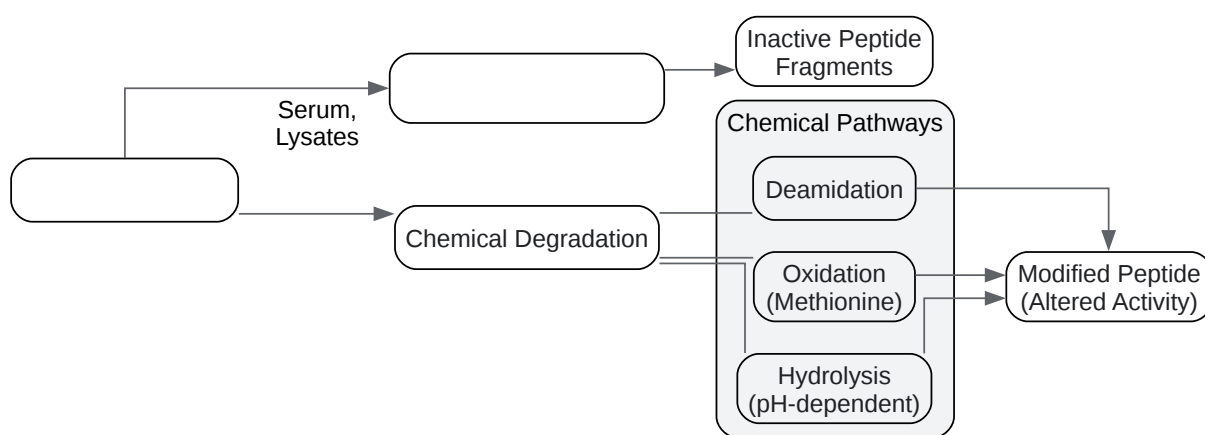 Inactive Peptide
Fragments
Serum,
Lysates
Chemical Pathways
Deamidation
Chemical Degradation
Oxidation
(Methionine)
Modified Peptide
(Altered Activity)
Hydrolysis
(pH-dependent)